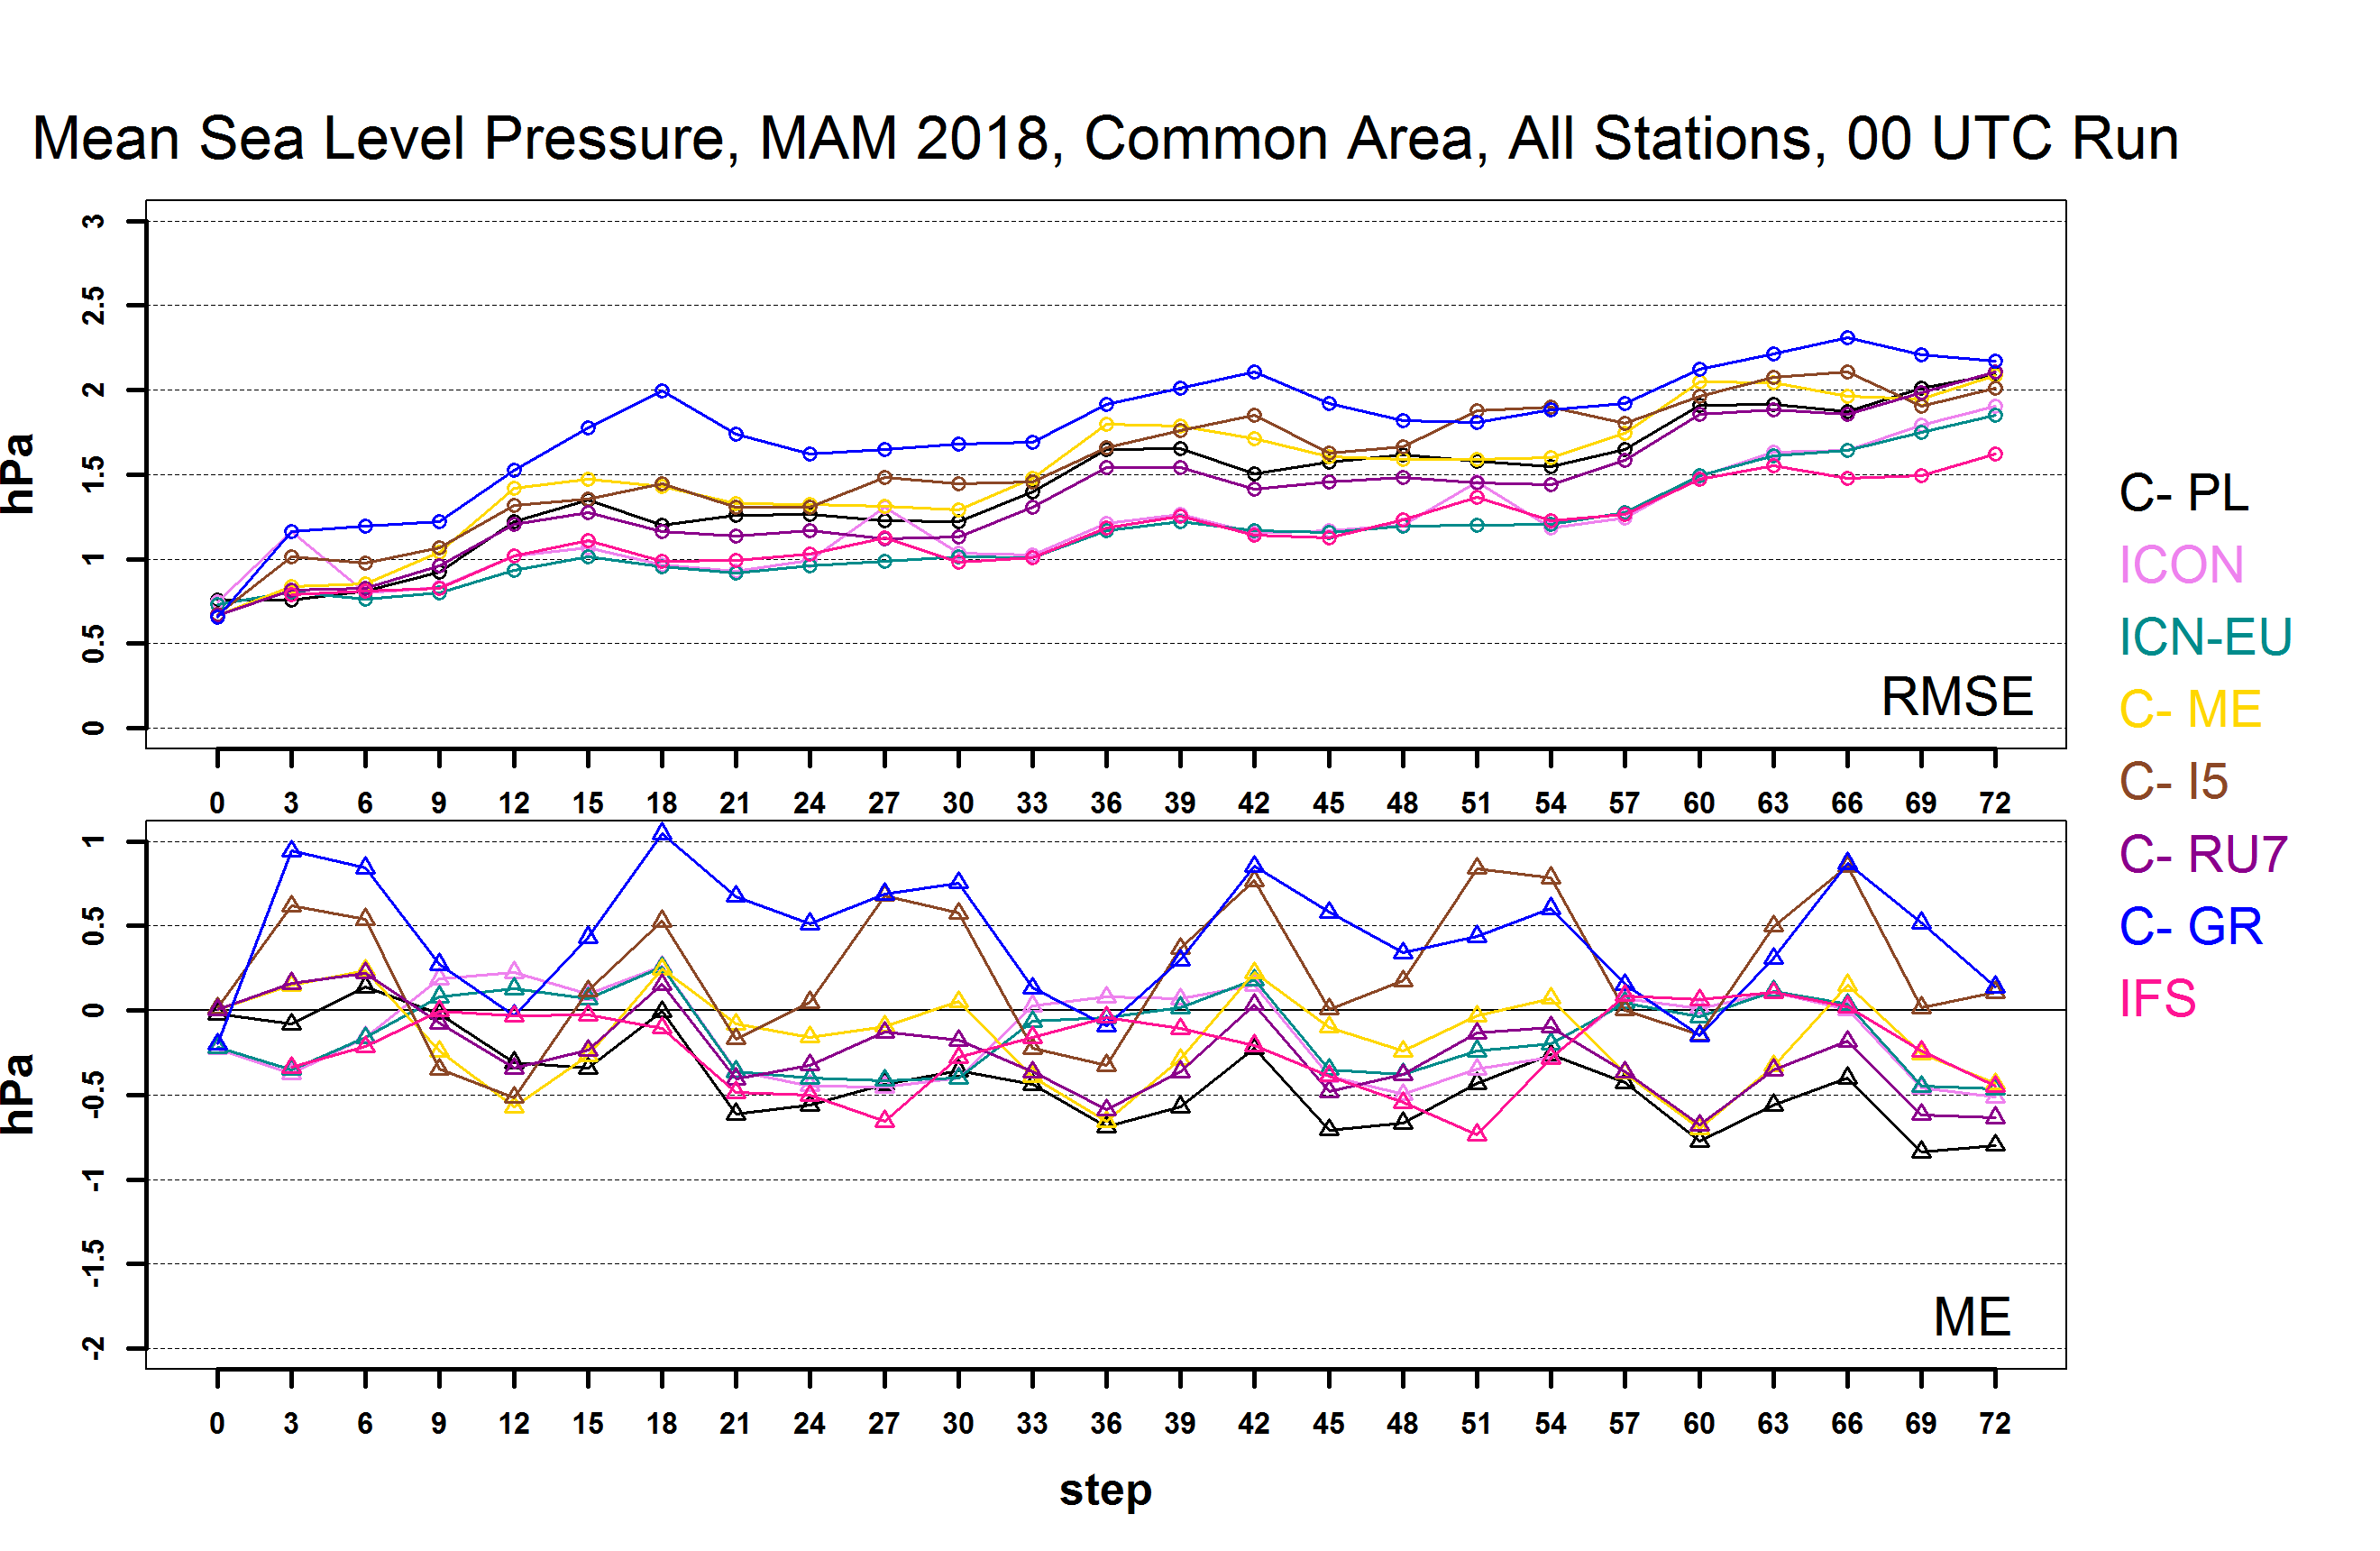 Mean Sea Level Pressure, MAM 2018, Common Area, All Stations, 00 UTC Run
hPa
3
2.5
2
1.5
1
0.5
0
RMSE
0 3 6 9 12 15 18 21 24 27 30 33 36 39 42 45 48 51 54 57 60 63 66 69 72
hPa
1
0.5
0
-0.5
-1
-1.5
-2
ME
0 3 6 9 12 15 18 21 24 27 30 33 36 39 42 45 48 51 54 57 60 63 66 69 72
step
C- PL
ICON
ICN-EU
C- ME
C- I5
C- RU7
C- GR
IFS